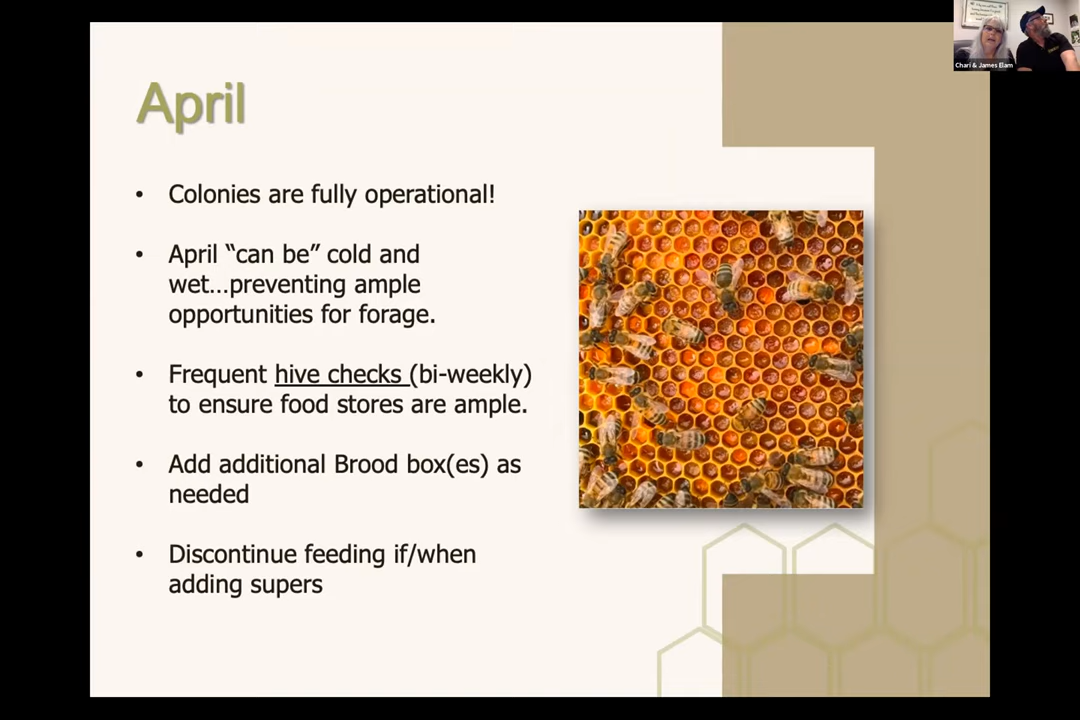 Chari & James Elam
April
• Colonies are fully operational!
• April “can be” cold and
wet...preventing ample
opportunities for forage.
• Frequent hive checks (bi-weekly)
to ensure food stores are ample.
• Add additional Brood box(es) as
needed
• Discontinue feeding if/when
adding supers